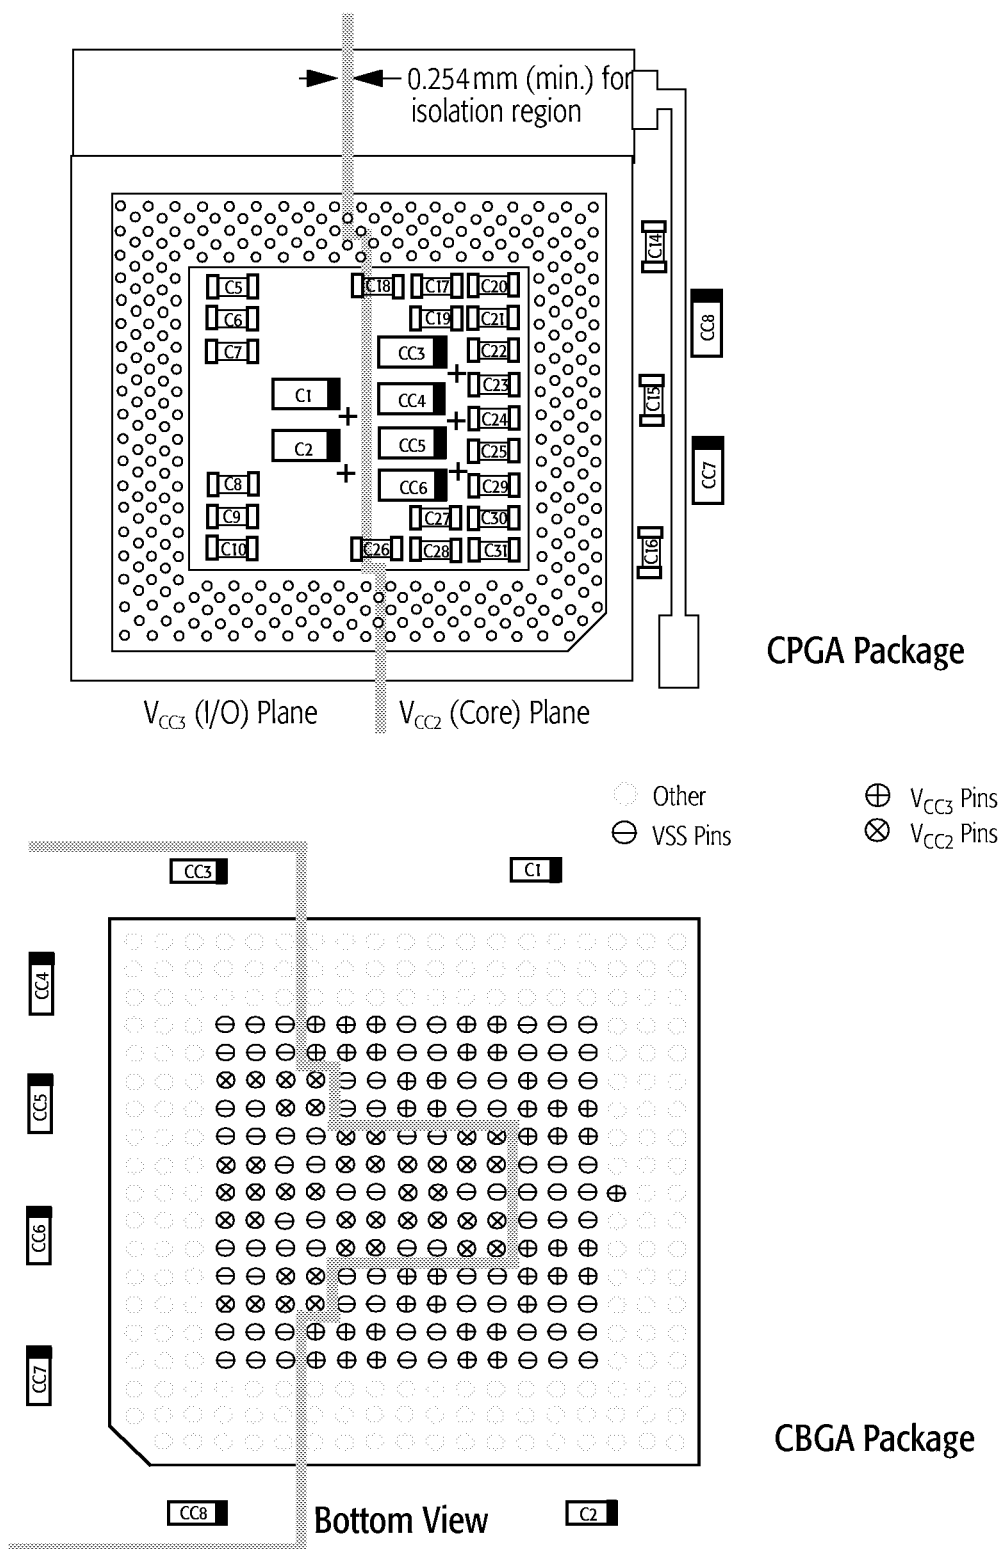 0.254 mm (min.) for
isolation region
C14
C5 C18 C17 C20
C6 C19 C21
CC8
C7 CC3 C22
C23
C1 CC4 C24
C15
C2 CC5 C25
CC7
C8 CC6 C29
C9 C27 C30
C10 C26 C28 C31
C16
CPGA Package
VCC3 (I/O) Plane VCC2 (Core) Plane
Other VCC3 Pins
VSS Pins VCC2 Pins
CC3 C1
CC4
CC5
CC6
CC7
CBGA Package
CC8 Bottom View C2